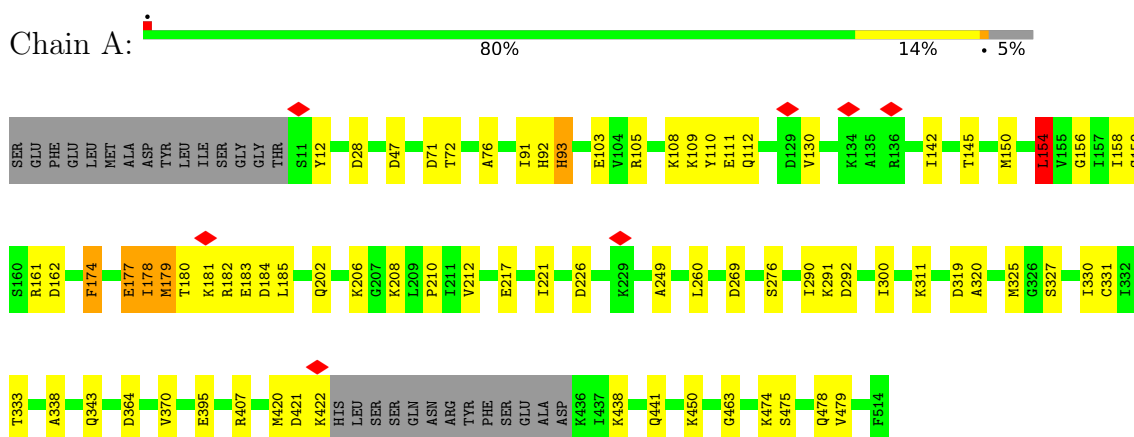 Chain A:
80% 14% • 5%
SER GLU PHE GLU LEU MET ALA ASP TYR LEU ILE SER GLY GLY THR S11 Y12 D28 D47 D71 T72 A76 I91 H92 H93 E103 V104 R105 K108 K109 Y110 E111 Q112 D129 V130 K134 A135 R136 I142 T145 M150 L154 V155 G156 I157 I158
S160 R161 D162 F174 E177 I178 M179 T180 K181 R182 E183 D184 L185 Q202 K206 G207 K208 L209 P210 I211 V212 E217 I221 D226 K229 A249 L260 D269 S276 I290 K291 D292 I300 K311 D319 A320 M325 G326 S327 I330 C331 I332
T333 A338 Q343 D364 V370 E395 R407 M420 D421 K422 HIS LEU SER SER GLN ASN ARG TYR PHE SER GLU ALA ASP K436 I437 K438 Q441 K450 G463 K474 S475 Q478 V479 F514